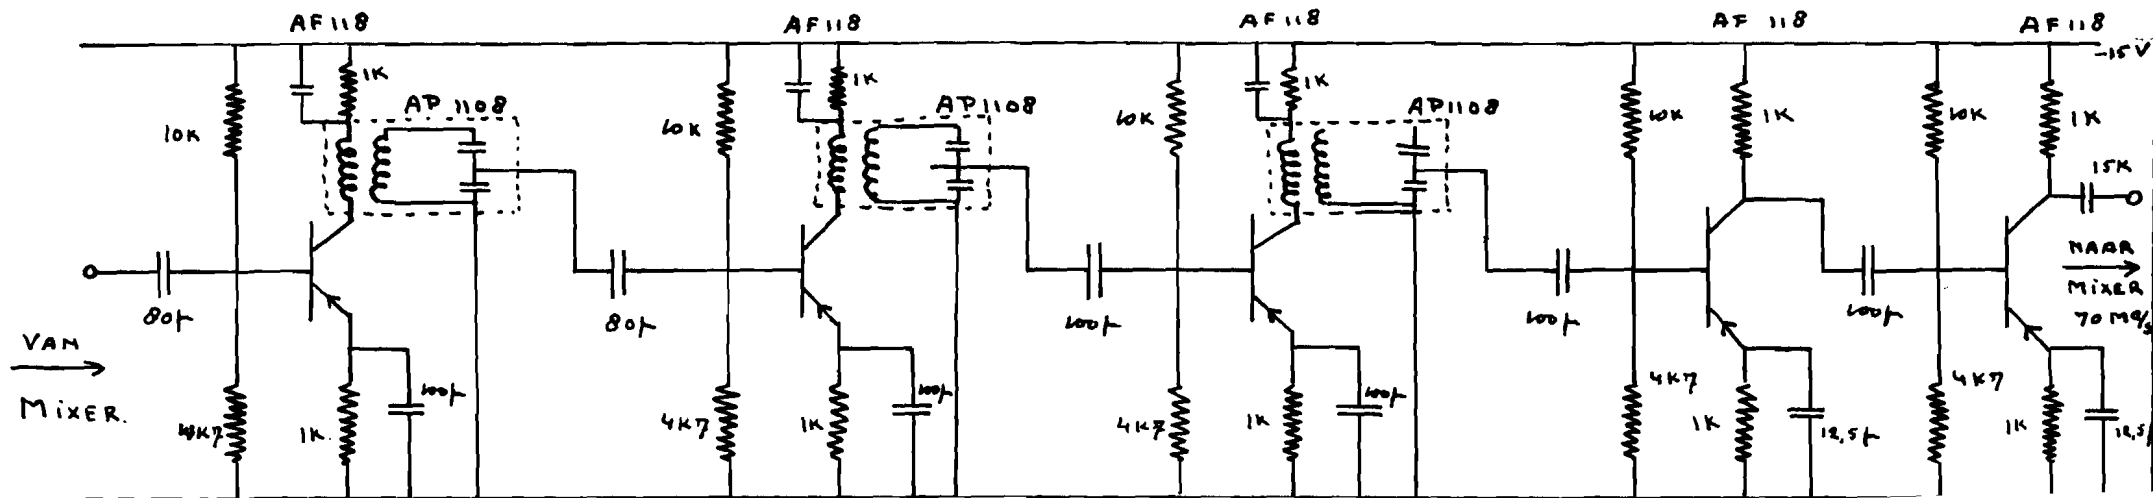 AF118
AF118
AF118
AF 118
AF118
-15V
1K
1K
1K
10K
10K
10K
10K
1K
10K
1K
AP1108
AP1108
AP1108
15K
80p
80p
100p
100p
100p
NAAR
MIXER
70 Mc/s
VAN
MIXER.
4K7
1K.
100p
4K7
1K
100p
4K7
1K
100p
4K7
1K
12,5p
4K7
1K
12,5p